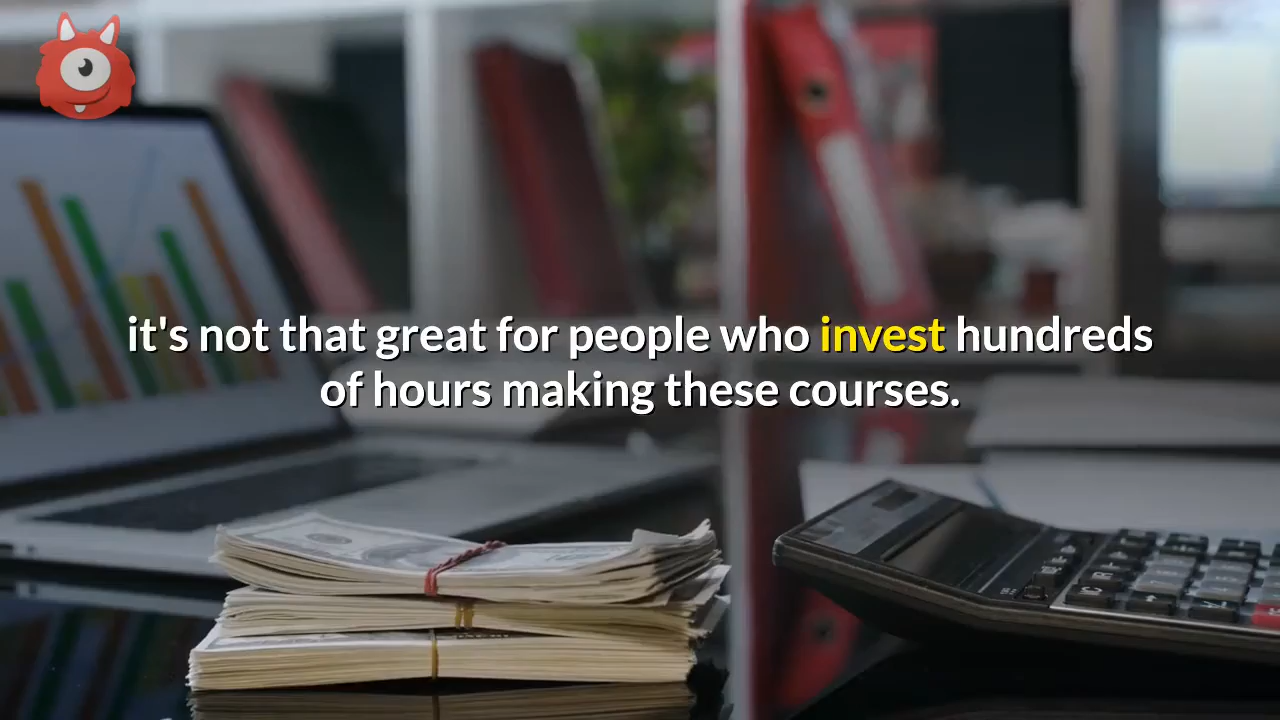 it's not that great for people who invest hundreds
of hours making these courses.